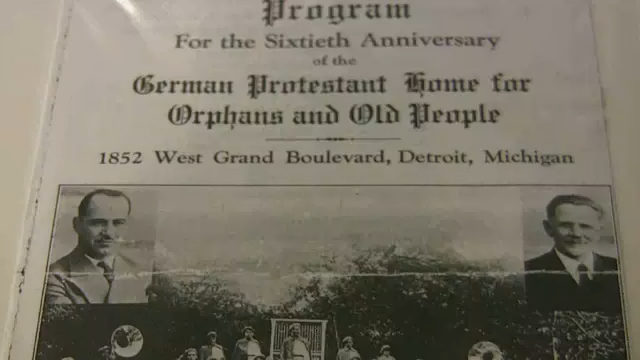 Program
For the Sixtieth Anniversary
of the
German Protestant Home for
Orphans and Old People
1852 West Grand Boulevard, Detroit, Michigan